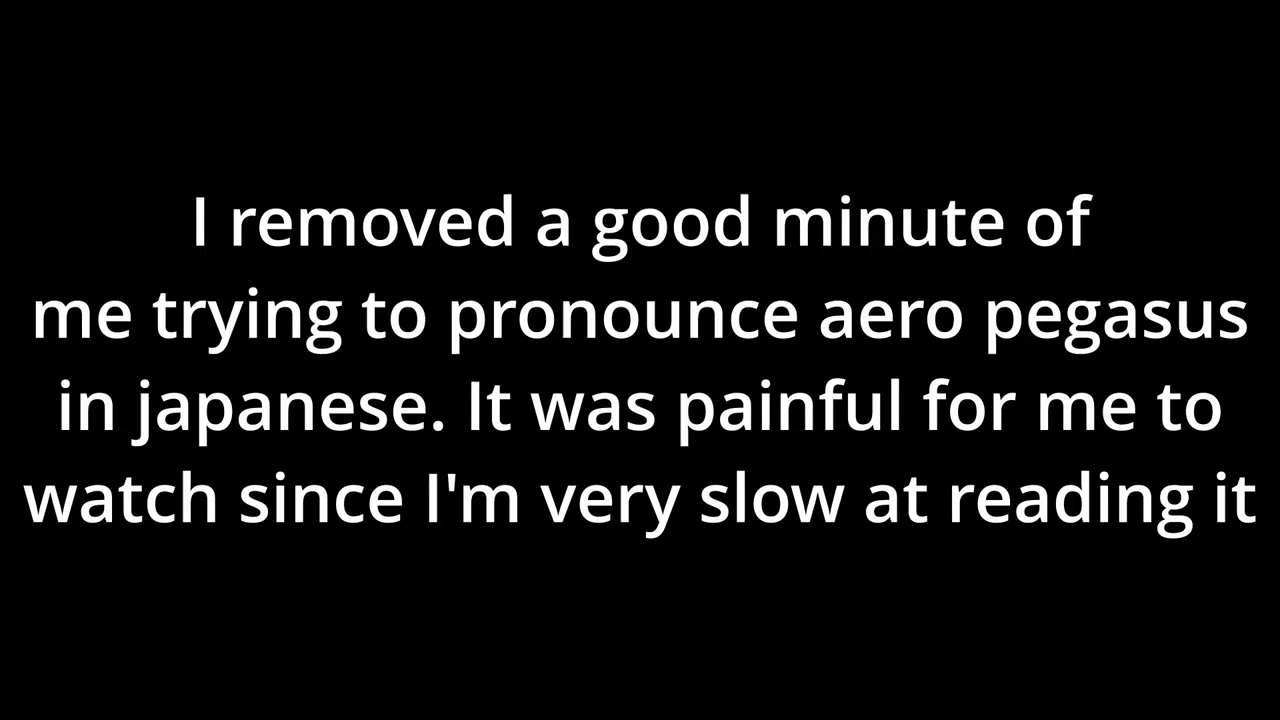 I removed a good minute of
me trying to pronounce aero pegasus
in japanese. It was painful for me to
watch since I'm very slow at reading it